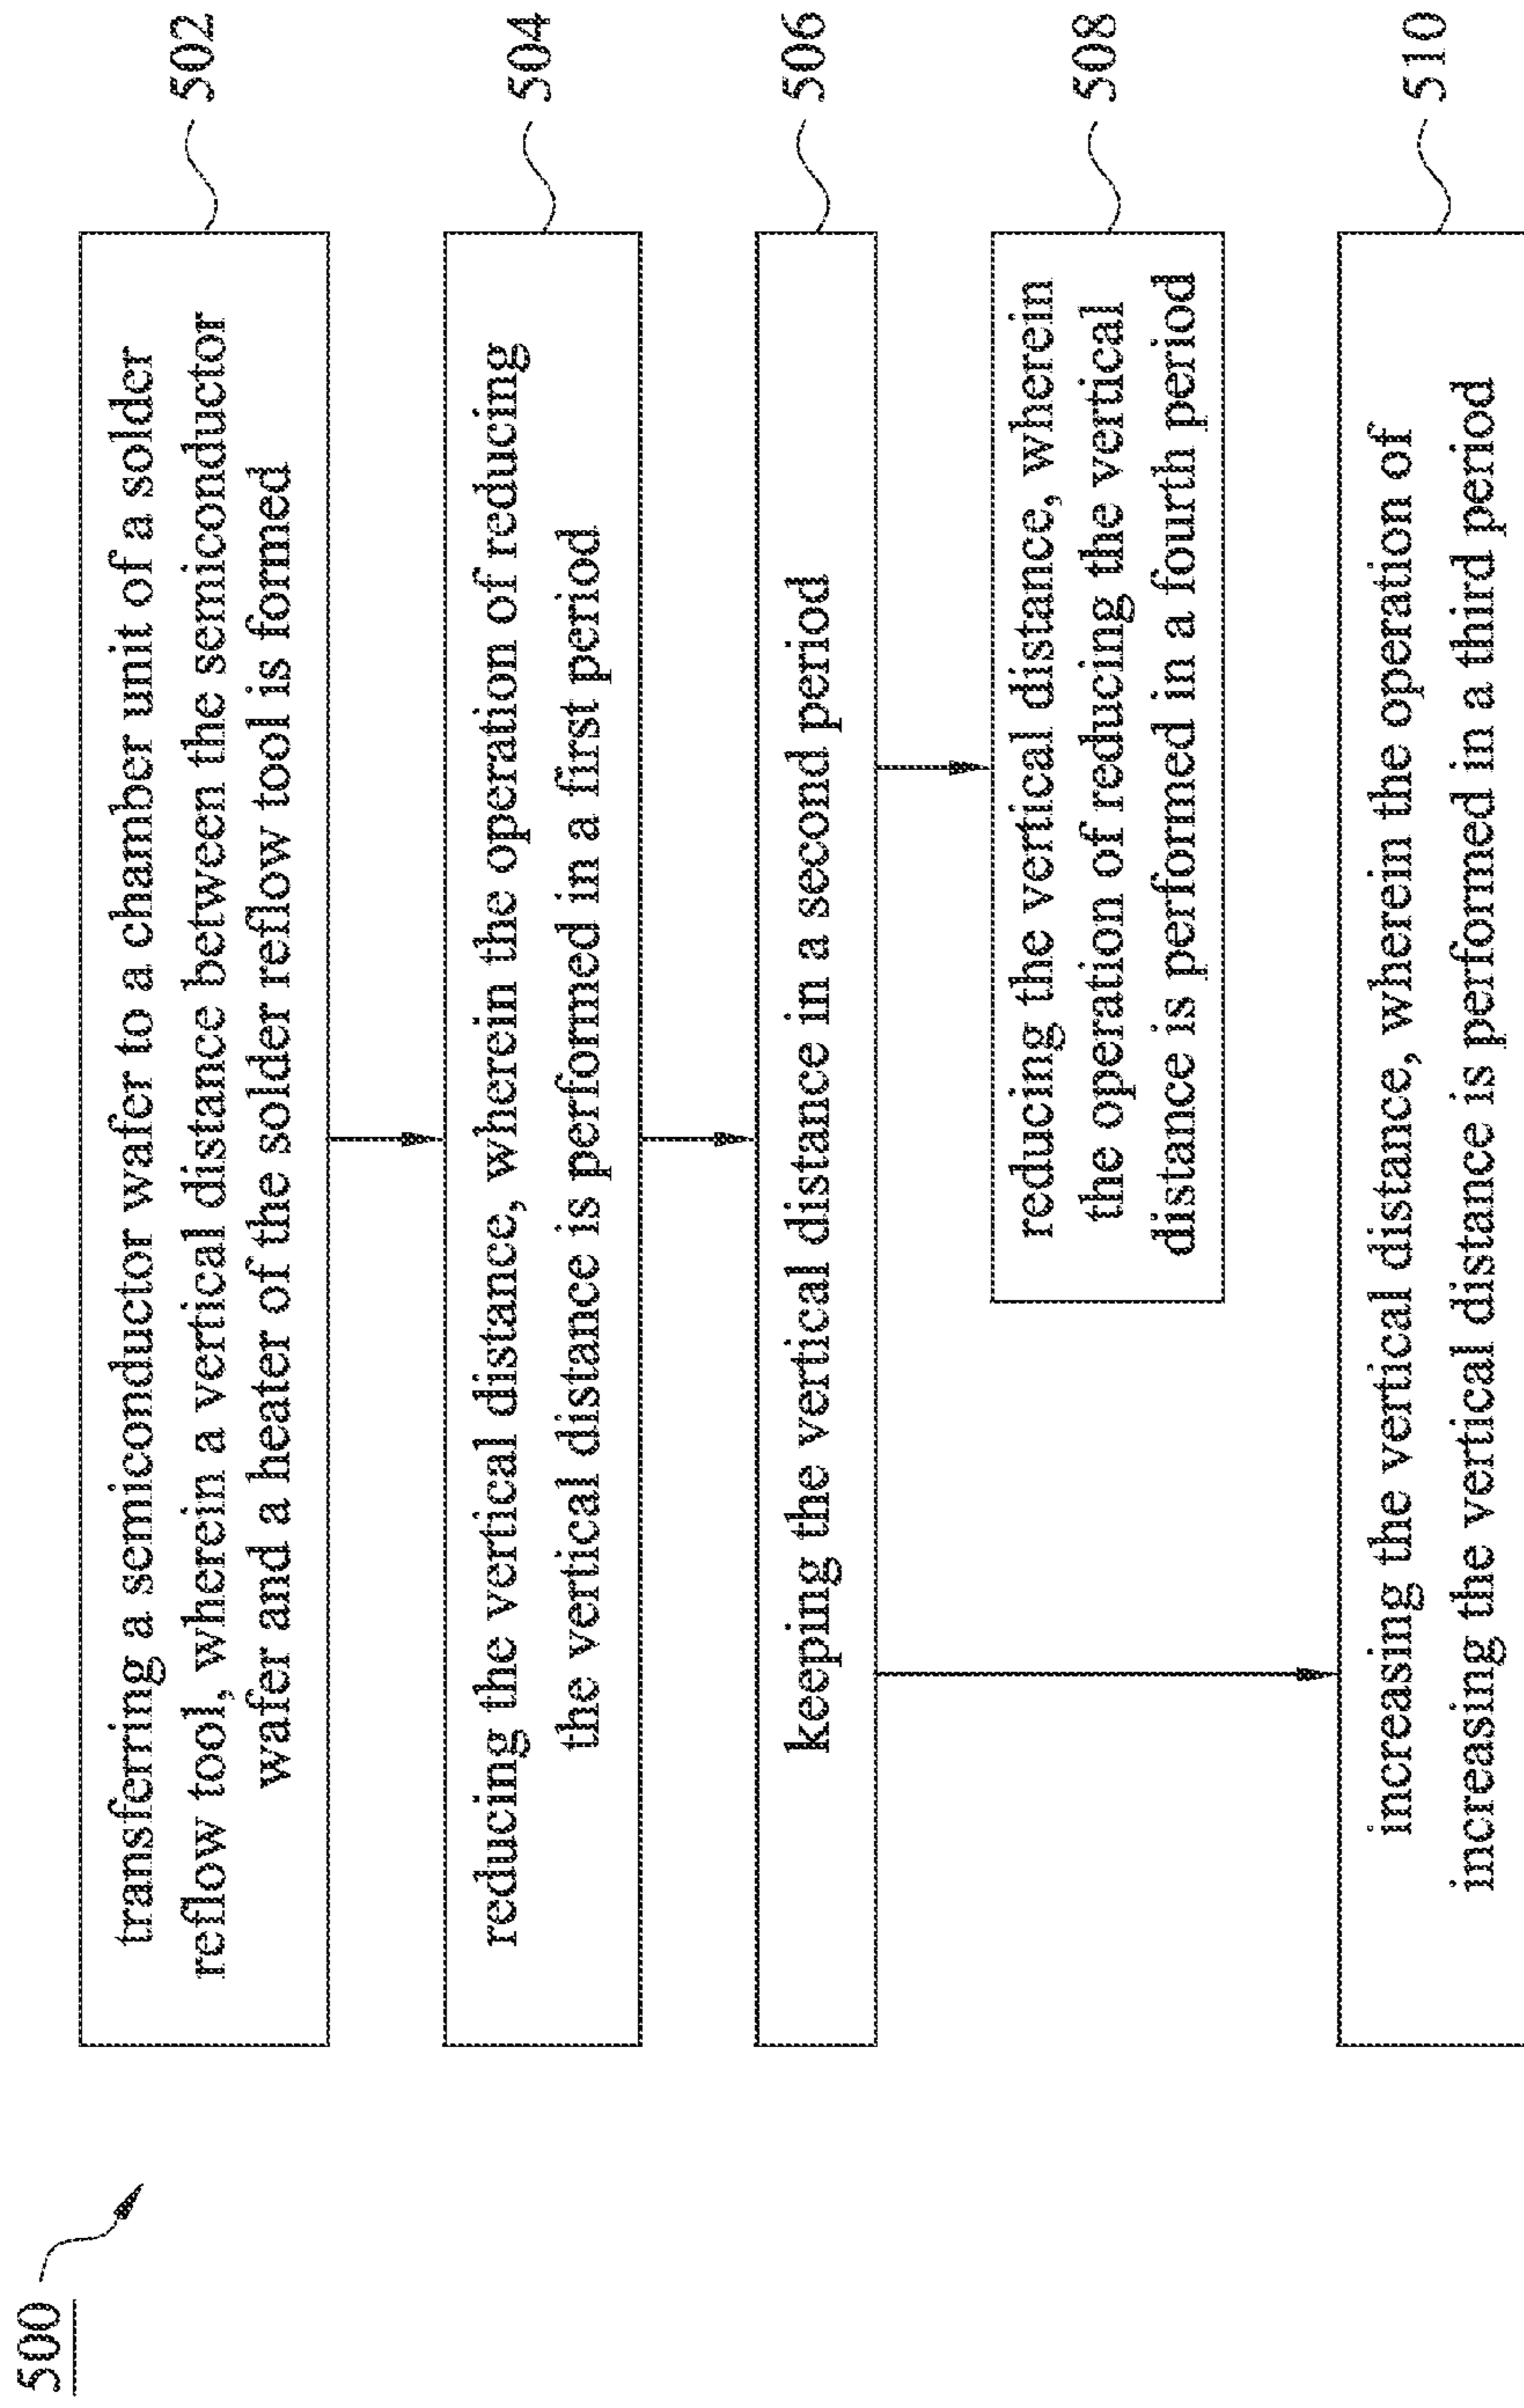 500
transferring a semiconductor wafer to a chamber unit of a solder
reflow tool, wherein a vertical distance between the semiconductor
wafer and a heater of the solder reflow tool is formed
502
reducing the vertical distance, wherein the operation of reducing
the vertical distance is performed in a first period
504
keeping the vertical distance in a second period
506
reducing the vertical distance, wherein
the operation of reducing the vertical
distance is performed in a fourth period
508
increasing the vertical distance, wherein the operation of
increasing the vertical distance is performed in a third period
510